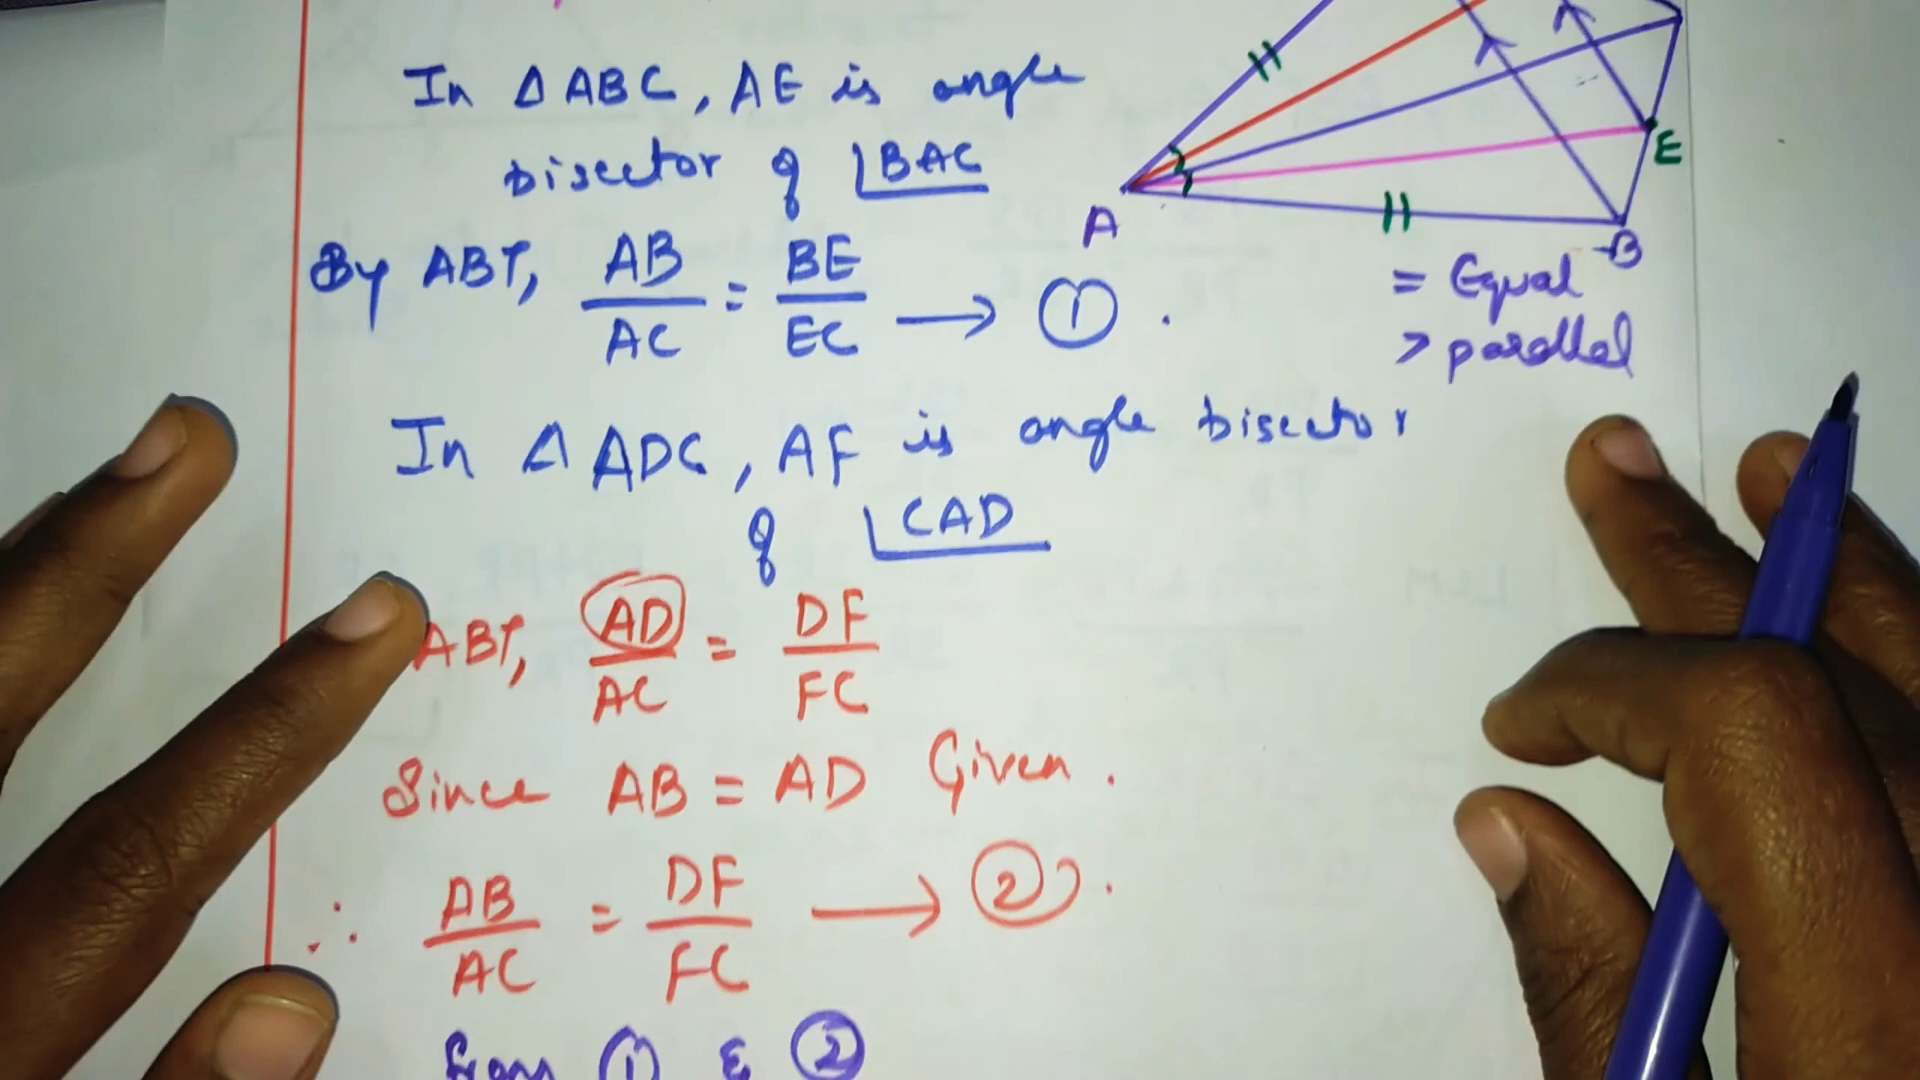 In Δ ABC, AE is angle
bisector of ∠BAC
By ABT, AB/AC = BE/EC → ①.
In Δ ADC, AF is angle bisector
of ∠CAD
ABT, AD/AC = DF/FC
Since AB = AD Given.
∴ AB/AC = DF/FC → ②.
from ① & ②
A
E
B
= Equal
> parallel